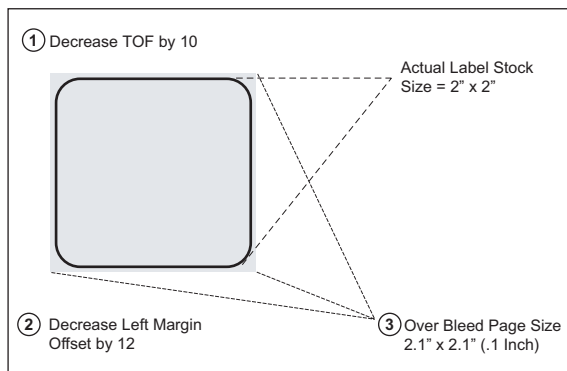 1 Decrease TOF by 10
Actual Label Stock
Size = 2” x 2”
2 Decrease Left Margin
Offset by 12
3 Over Bleed Page Size
2.1” x 2.1” (.1 Inch)